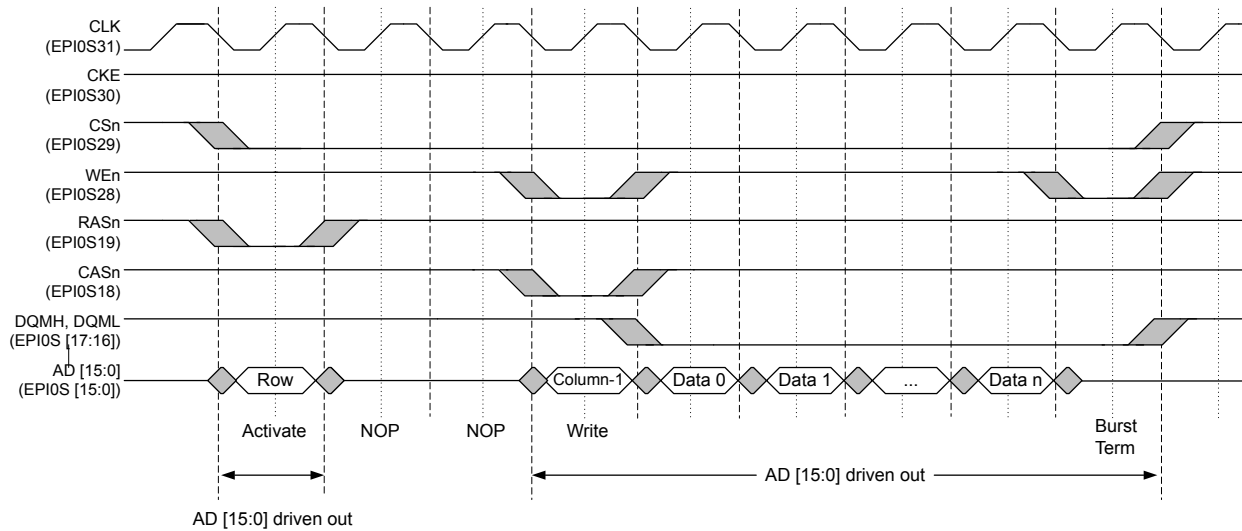 CLK
(EPI0S31)
CKE
(EPI0S30)
CSn
(EPI0S29)
WEn
(EPI0S28)
RASn
(EPI0S19)
CASn
(EPI0S18)
DQMH, DQML
(EPI0S [17:16])
AD [15:0]
(EPI0S [15:0])
Row
Column-1
Data 0
Data 1
...
Data n
Activate
NOP
NOP
Write
Burst
Term
AD [15:0] driven out
AD [15:0] driven out